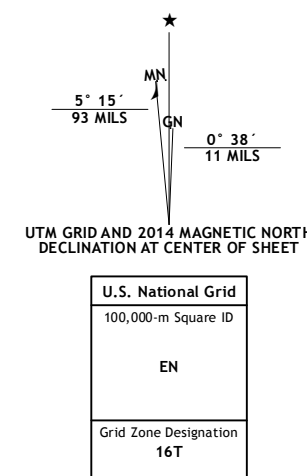 MN
5° 15´
93 MILS
GN
0° 38´
11 MILS
UTM GRID AND 2014 MAGNETIC NORTH
DECLINATION AT CENTER OF SHEET
U.S. National Grid
100,000-m Square ID
EN
Grid Zone Designation
16T